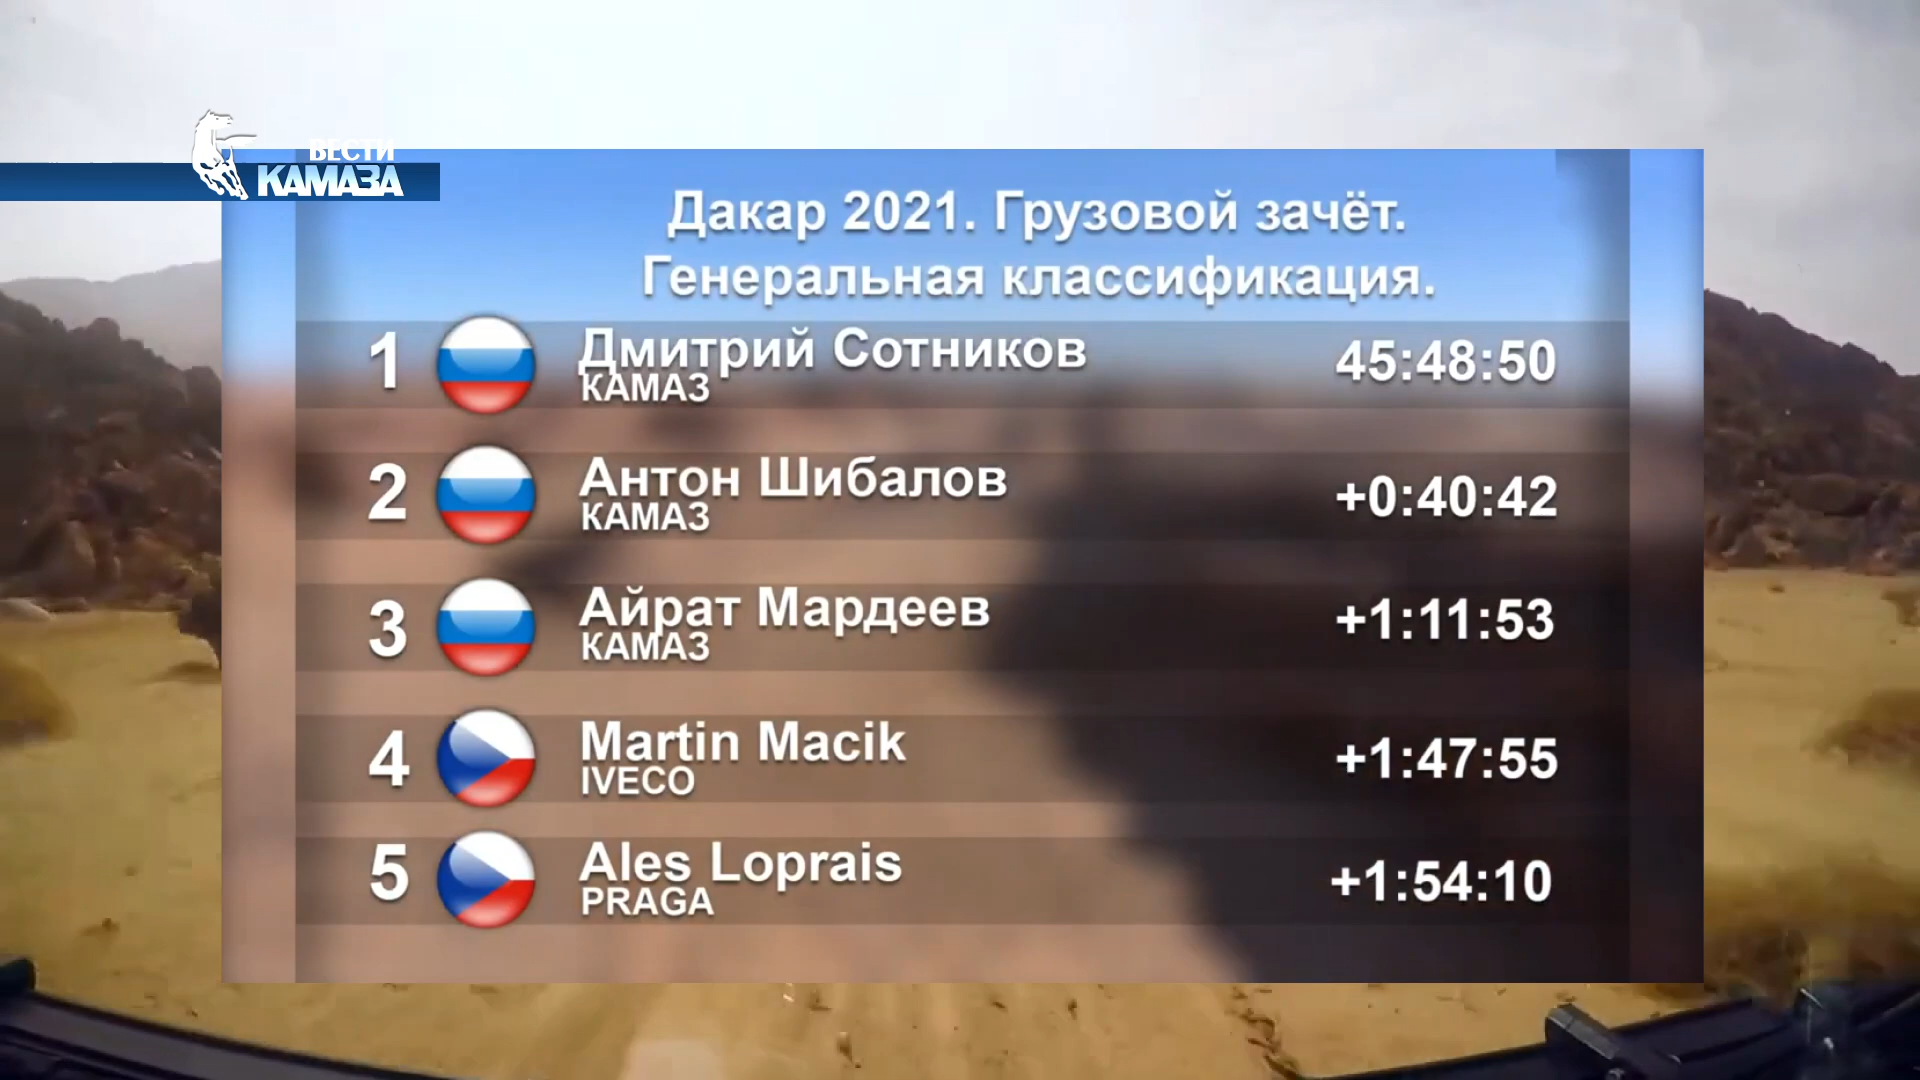 ВЕСТИ
КАМАЗА
Дакар 2021. Грузовой зачёт.
Генеральная классификация.
1 Дмитрий Сотников 45:48:50
КАМАЗ
2 Антон Шибалов +0:40:42
КАМАЗ
3 Айрат Мардеев +1:11:53
КАМАЗ
4 Martin Macik +1:47:55
IVECO
5 Ales Loprais +1:54:10
PRAGA